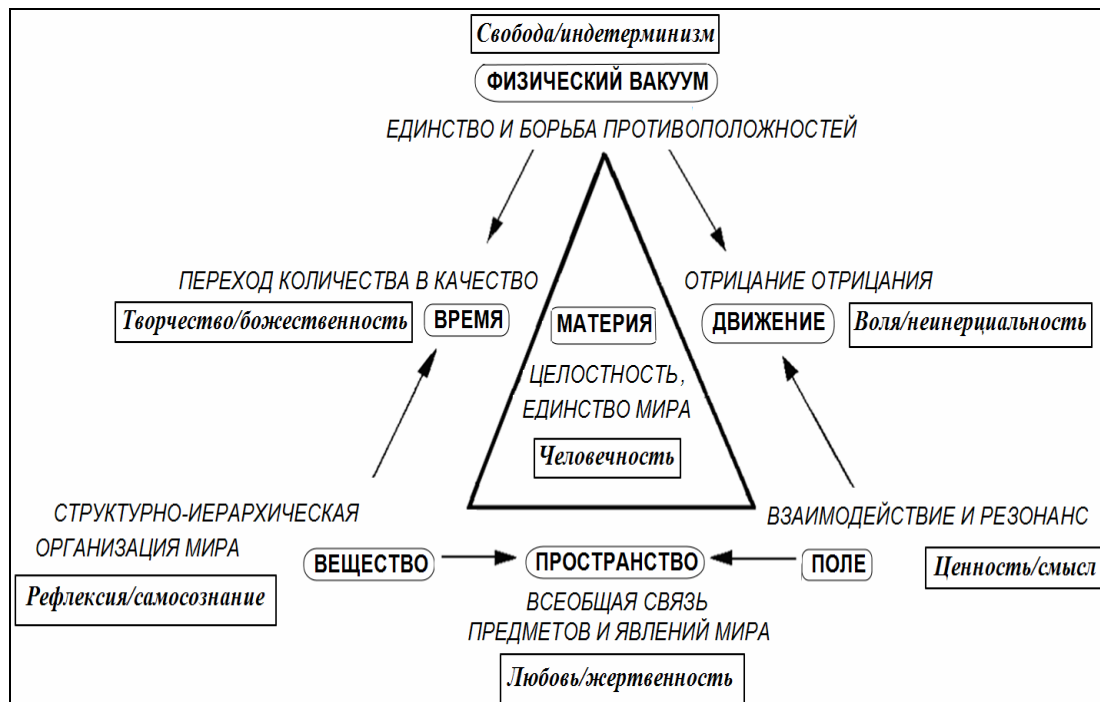 Свобода/индетерминизм
ФИЗИЧЕСКИЙ ВАКУУМ
ЕДИНСТВО И БОРЬБА ПРОТИВОПОЛОЖНОСТЕЙ
ПЕРЕХОД КОЛИЧЕСТВА В КАЧЕСТВО
ОТРИЦАНИЕ ОТРИЦАНИЯ
Творчество/божественность
ВРЕМЯ
МАТЕРИЯ
ДВИЖЕНИЕ
Воля/неинерциальность
ЦЕЛОСТНОСТЬ,
ЕДИНСТВО МИРА
Человечность
СТРУКТУРНО-ИЕРАРХИЧЕСКАЯ
ОРГАНИЗАЦИЯ МИРА
ВЗАИМОДЕЙСТВИЕ И РЕЗОНАНС
ВЕЩЕСТВО
ПРОСТРАНСТВО
ПОЛЕ
Ценность/смысл
Рефлексия/самосознание
ВСЕОБЩАЯ СВЯЗЬ
ПРЕДМЕТОВ И ЯВЛЕНИЙ МИРА
Любовь/жертвенность